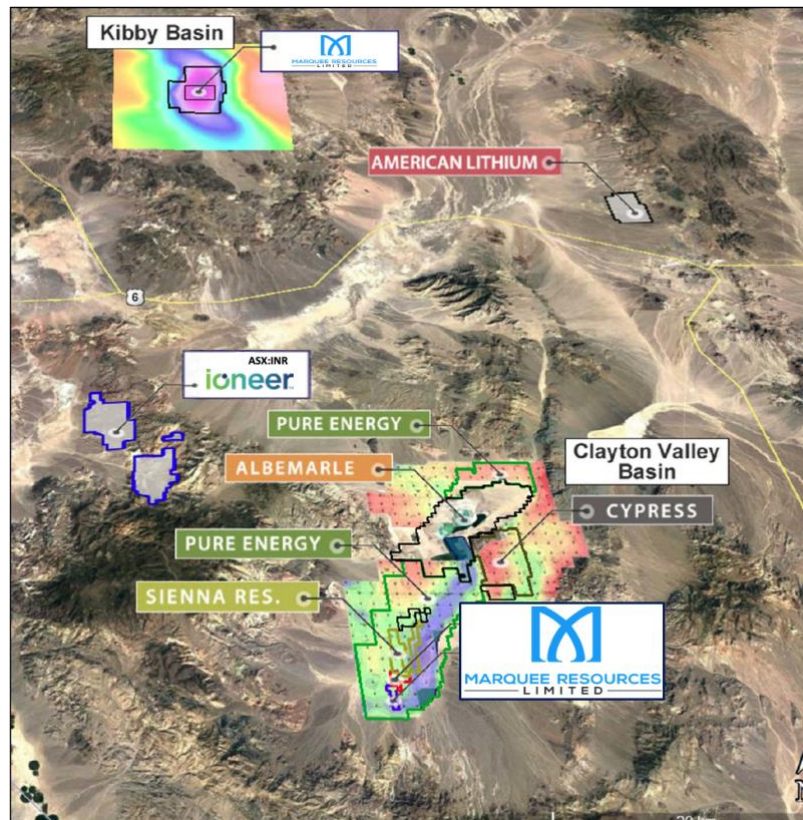 Kibby Basin
MARQUEE RESOURCES
LIMITED
AMERICAN LITHIUM
6
ASX:INR
ioneer
PURE ENERGY
Clayton Valley
Basin
ALBEMARLE
CYPRESS
PURE ENERGY
SIENNA RES.
MARQUEE RESOURCES
LIMITED